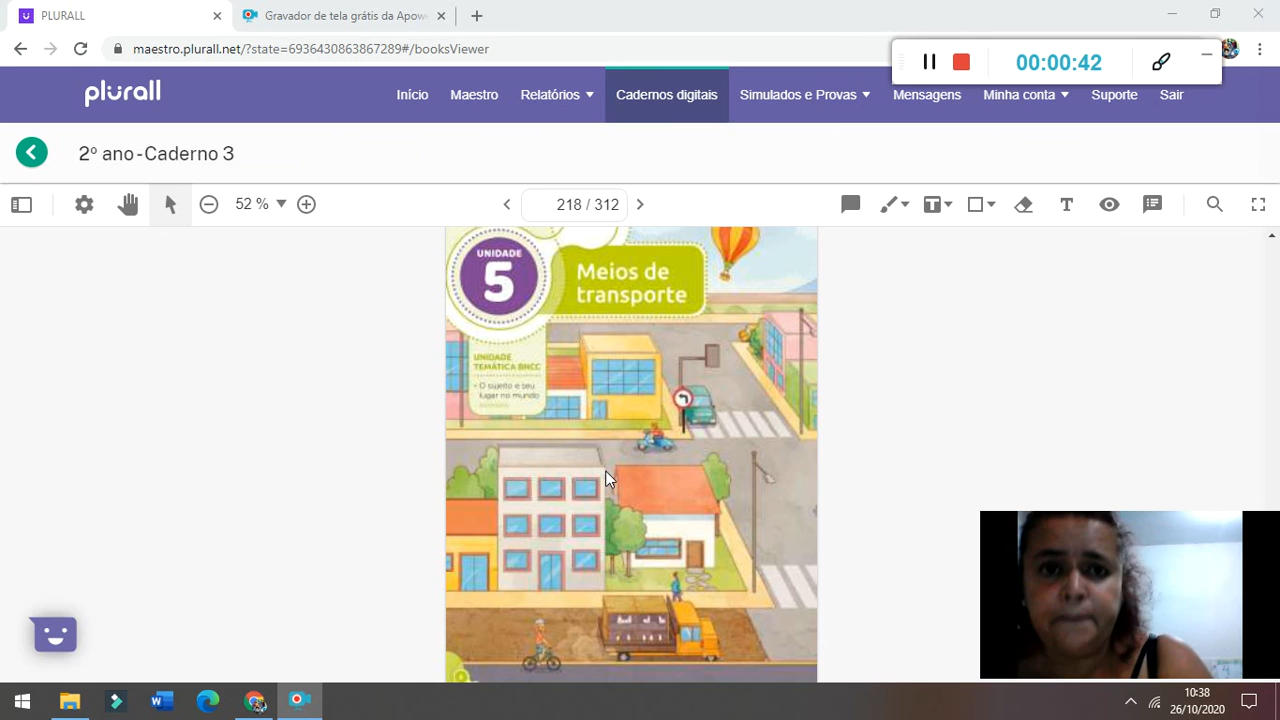 PLURALL
Gravador de tela grátis da Apow
maestro.plurall.net/?state=6936430863867289#/booksViewer
00:00:42
plurall
Início Maestro Relatórios Cadernos digitais Simulados e Provas Mensagens Minha conta Suporte Sair
2º ano - Caderno 3
52 % 218 / 312
UNIDADE
5
Meios de
transporte
UNIDADE
TEMÁTICA BNCC
• O sujeito e seu
lugar no mundo
10:38
26/10/2020